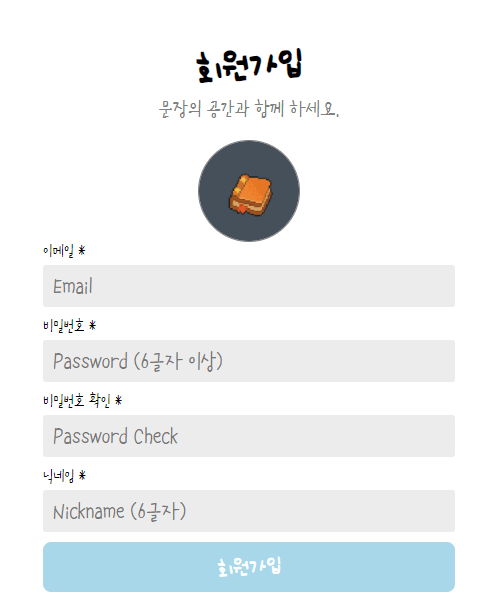 회원가입
문장의 공간과 함께 하세요.
이메일 *
Email
비밀번호 *
Password (6글자 이상)
비밀번호 확인 *
Password Check
닉네임 *
Nickname (6글자)
회원가입